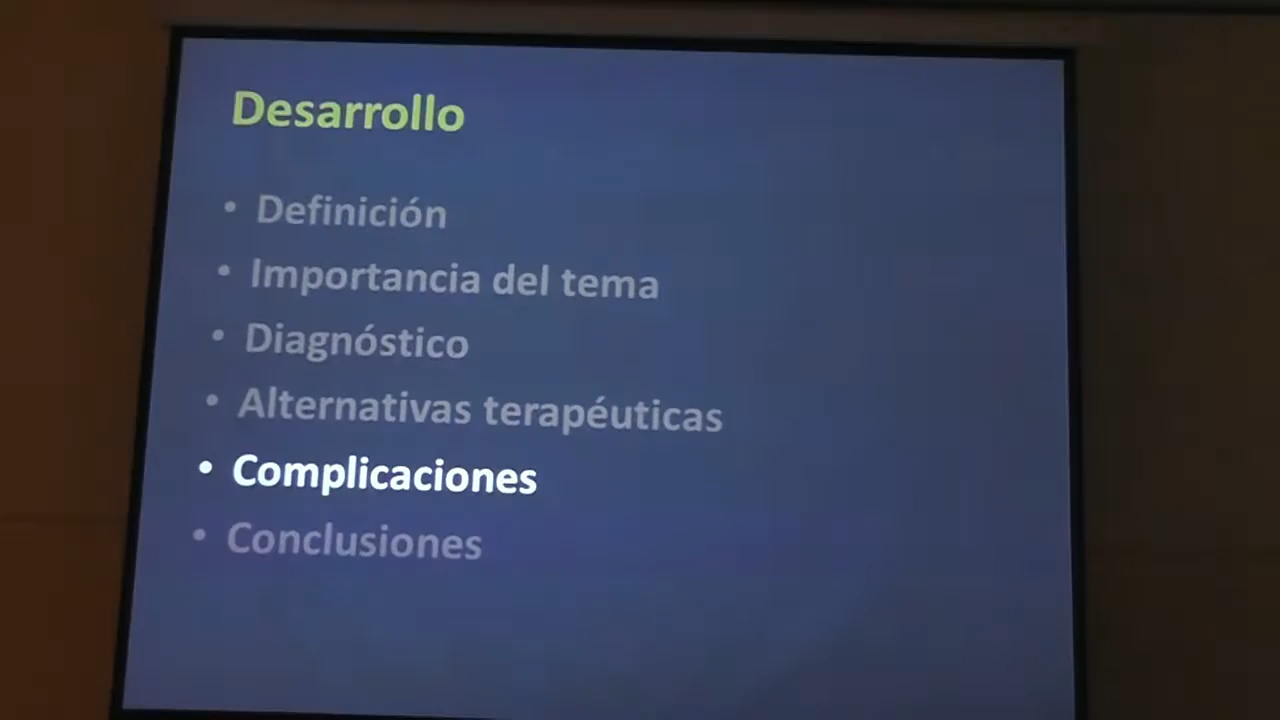 Desarrollo
• Definición
• Importancia del tema
• Diagnóstico
• Alternativas terapéuticas
• Complicaciones
• Conclusiones